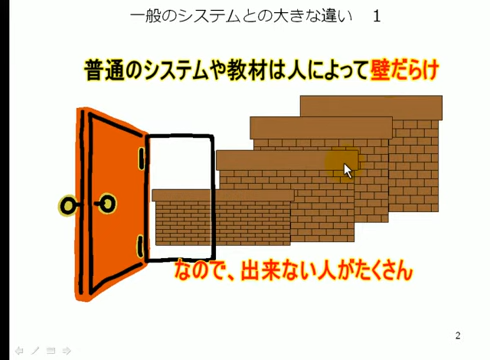 一般のシステムとの大きな違い　1
普通のシステムや教材は人によって壁だらけ
なので、出来ない人がたくさん
2